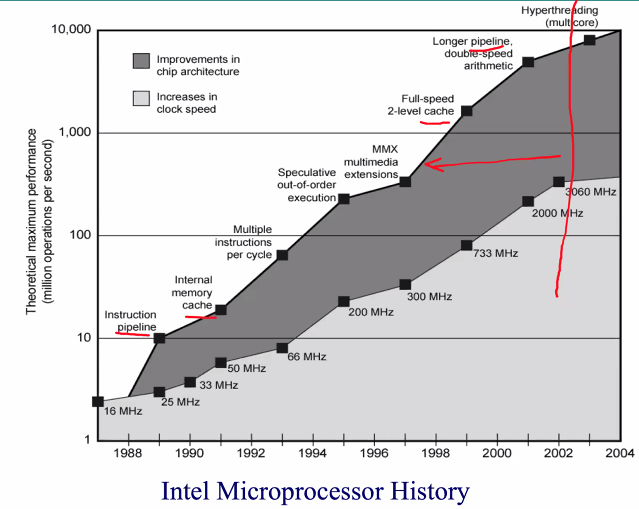 Hyperthreading
(multicore)
10,000
Longer pipeline,
double-speed
arithmetic
Improvements in
chip architecture
Increases in
clock speed
Full-speed
2-level cache
1,000
MMX
multimedia
extensions
Speculative
out-of-order
execution
3060 MHz
2000 MHz
Theoretical maximum performance
(million operations per second)
100
Multiple
instructions
per cycle
733 MHz
Internal
memory
cache
300 MHz
200 MHz
Instruction
pipeline
10
66 MHz
50 MHz
33 MHz
25 MHz
16 MHz
1
1988 1990 1992 1994 1996 1998 2000 2002 2004
Intel Microprocessor History